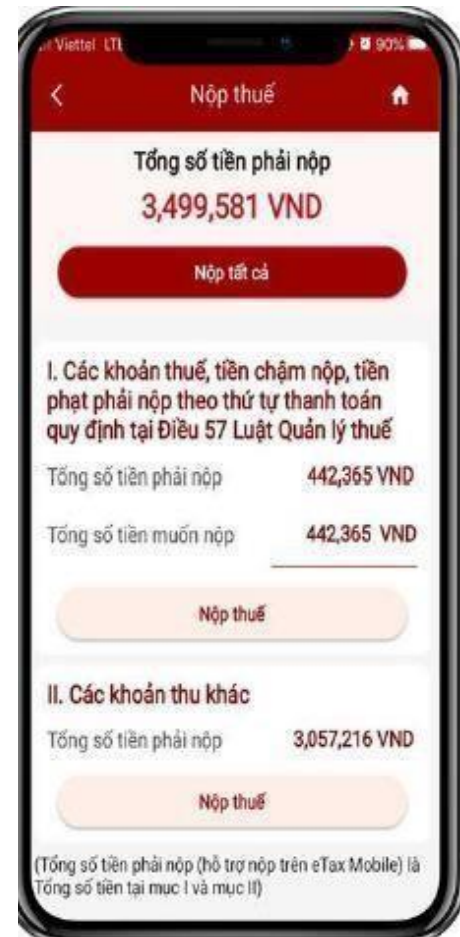 Viettel LTE 90%
Nộp thuế
Tổng số tiền phải nộp
3,499,581 VND
Nộp tất cả
I. Các khoản thuế, tiền chậm nộp, tiền
phạt phải nộp theo thứ tự thanh toán
quy định tại Điều 57 Luật Quản lý thuế
Tổng số tiền phải nộp 442,365 VND
Tổng số tiền muốn nộp 442,365 VND
Nộp thuế
II. Các khoản thu khác
Tổng số tiền phải nộp 3,057,216 VND
Nộp thuế
(Tổng số tiền phải nộp (hỗ trợ nộp trên eTax Mobile) là
Tổng số tiền tại mục I và mục II)